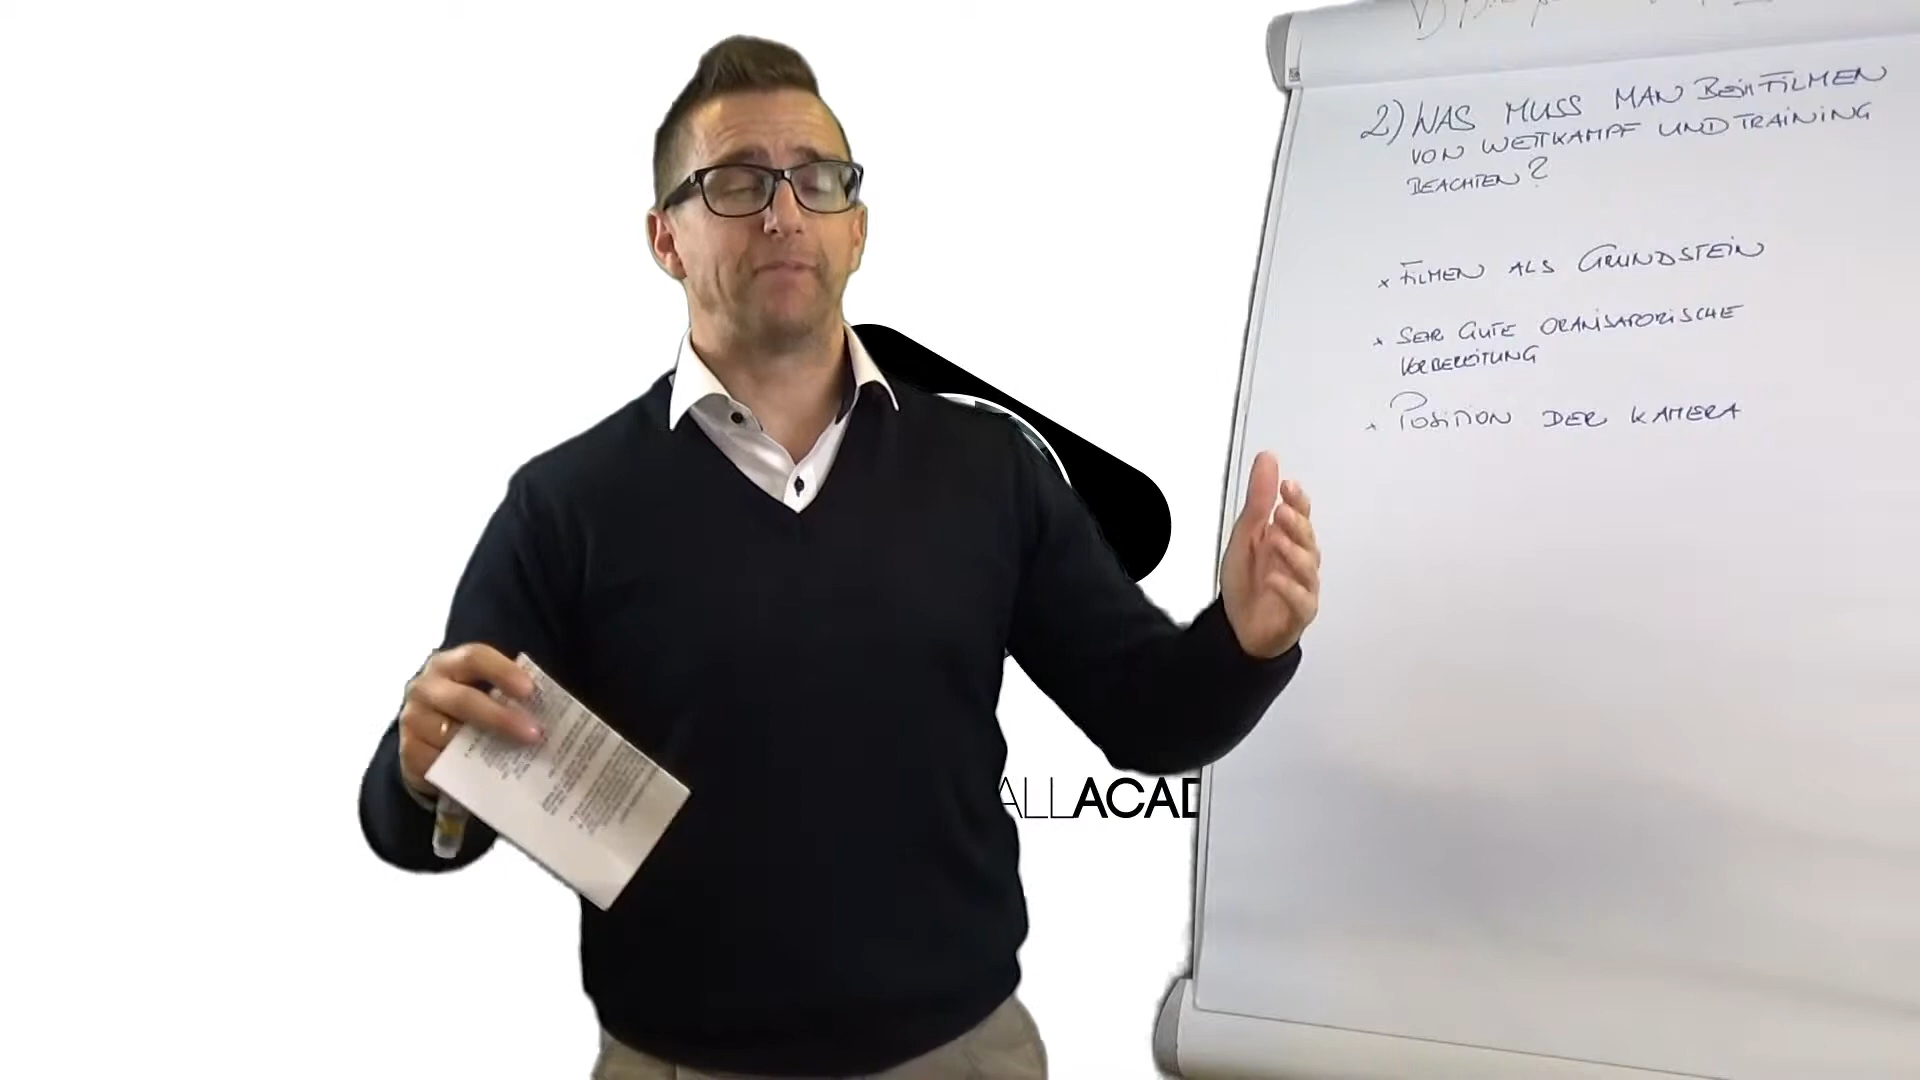 2) WAS MUSS MAN BEIM FILMEN
VON WETTKAMPF UND TRAINING
BEACHTEN?
x FILMEN ALS GRUNDSTEIN
x SEHR GUTE ORANISATORISCHE
VORBEREITUNG
x POSITION DER KAMERA
ALLACAD